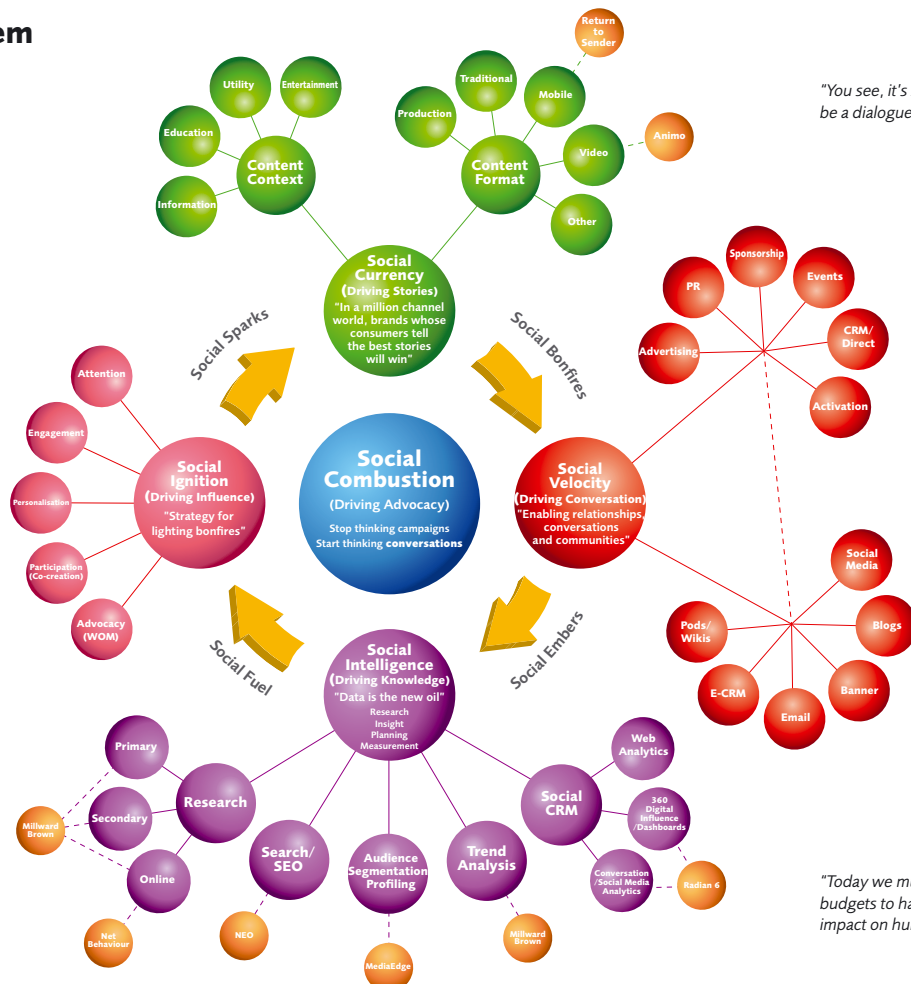 em
Return
to
Sender
Utility
Entertainment
Traditional
Mobile
Education
Production
Animo
Content
Context
Content
Format
Video
Information
Other
"You see, it's
be a dialogue
Social
Currency
(Driving Stories)
"In a million channel
world, brands whose
consumers tell
the best stories
will win"
Social Sparks
Social Bonfires
Sponsorship
PR
Events
Advertising
CRM/
Direct
Activation
Attention
Engagement
Personalisation
Participation
(Co-creation)
Advocacy
(WOM)
Social
Ignition
(Driving Influence)
"Strategy for
lighting bonfires"
Social
Combustion
(Driving Advocacy)
Stop thinking campaigns
Start thinking conversations
Social
Velocity
(Driving Conversation)
"Enabling relationships,
conversations
and communities"
Social
Media
Pods/
Wikis
Blogs
E-CRM
Email
Banner
Social Fuel
Social Embers
Social
Intelligence
(Driving Knowledge)
"Data is the new oil"
Research
Insight
Planning
Measurement
Primary
Secondary
Online
Research
Millward
Brown
Net
Behaviour
Search/
SEO
NEO
Audience
Segmentation
Profiling
MediaEdge
Trend
Analysis
Millward
Brown
Social
CRM
Web
Analytics
360
Digital
Influence
/Dashboards
Conversation
/Social Media
Analytics
Radian 6
"Today we mu
budgets to ha
impact on hu